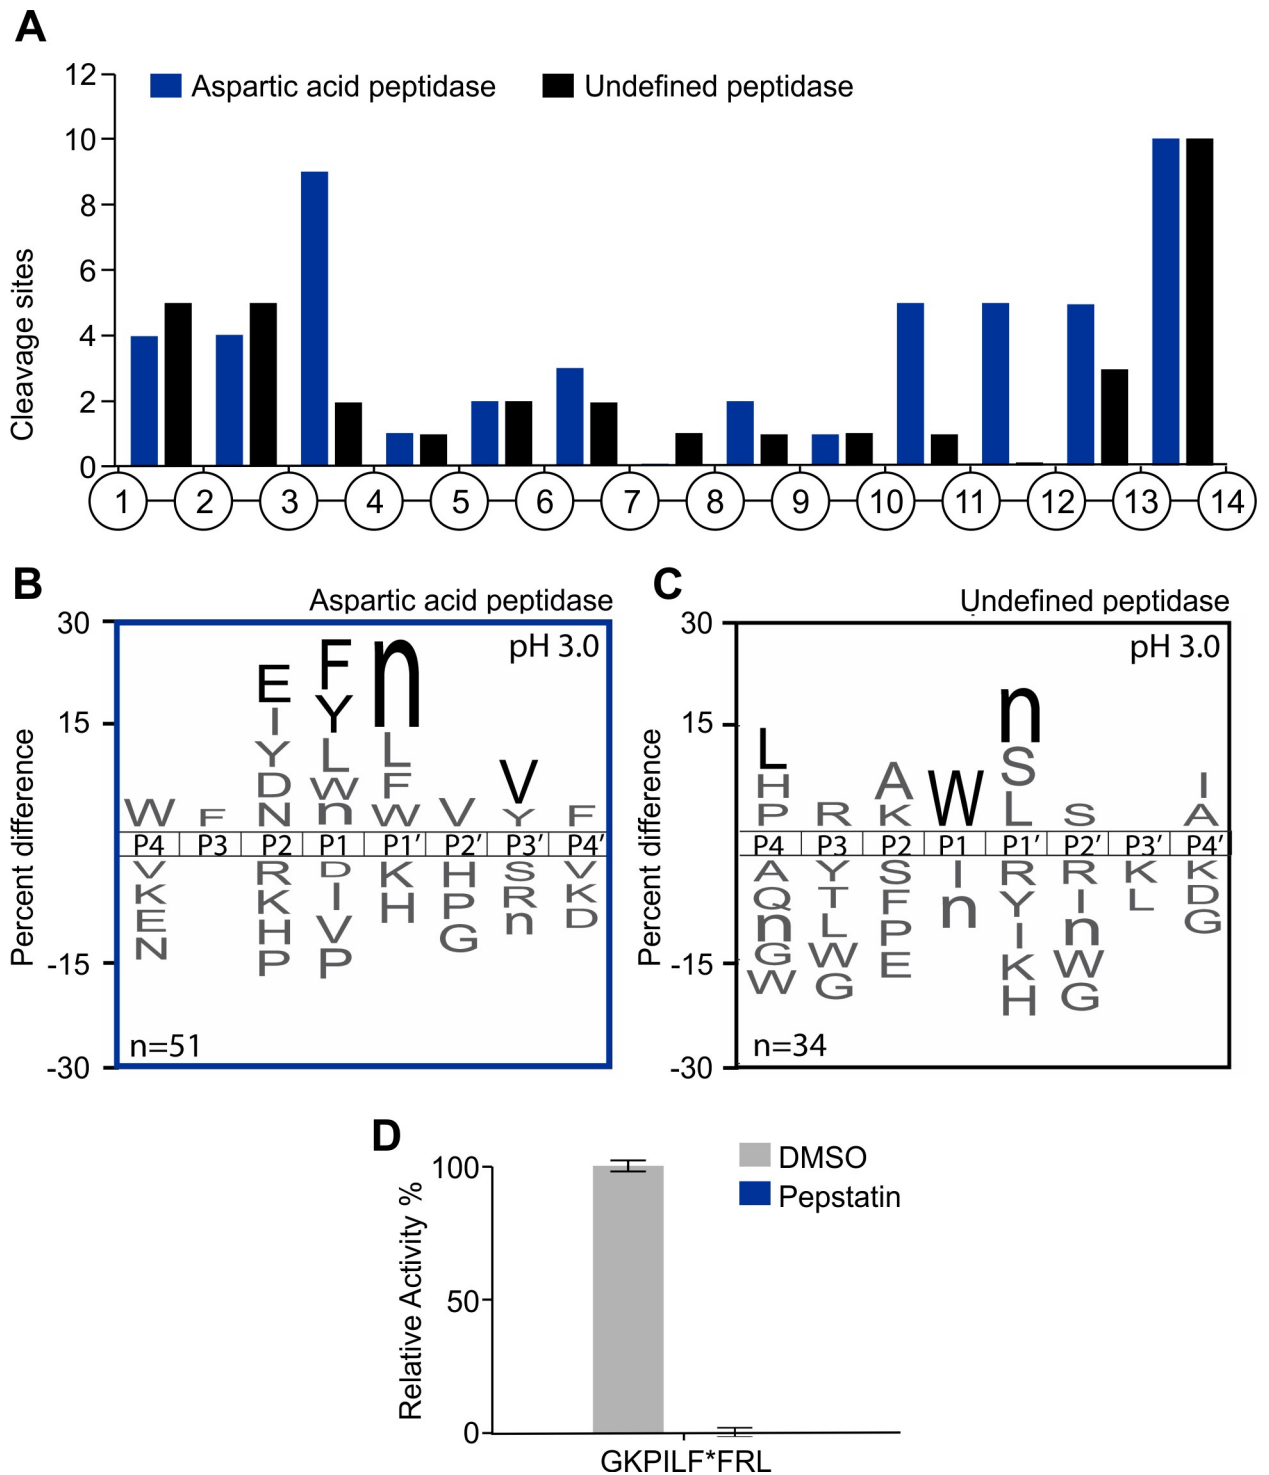 A
12
Aspartic acid peptidase
Undefined peptidase
10
8
6
4
2
0
Cleavage sites
1 2 3 4 5 6 7 8 9 10 11 12 13 14
B
Aspartic acid peptidase
30
15
-15
-30
Percent difference
pH 3.0
E F n
I Y
Y L L
D W F V
W F N n W V Y F
P4 P3 P2 P1 P1′ P2′ P3′ P4′
V R D K H S V
K K I H P R K
E H V G n D
N P P
n=51
C
Undefined peptidase
30
15
-15
-30
Percent difference
pH 3.0
n
L S
H A W I
P R K L S A
P4 P3 P2 P1 P1′ P2′ P3′ P4′
A Y S I R R K K
Q T F n Y I L D
n L P I n G
G W E K W
W G H G
n=34
D
100
50
0
Relative Activity %
DMSO
Pepstatin
GKPILF*FRL